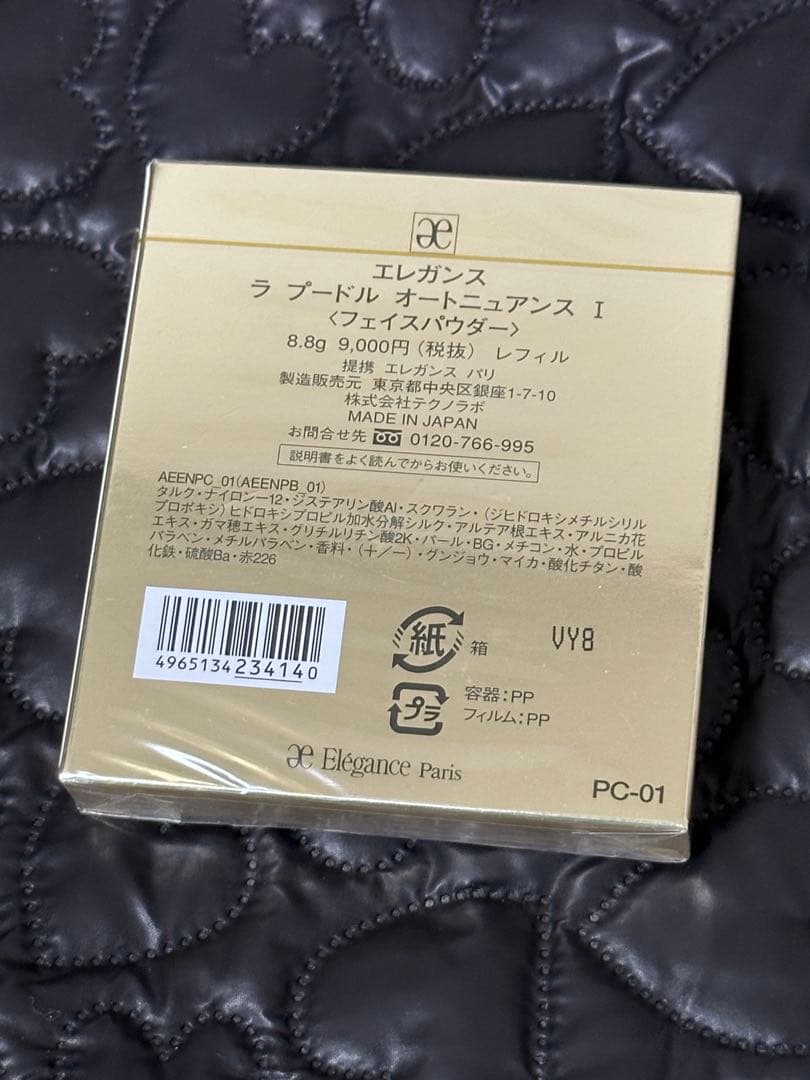 æ
エレガンス
ラ プードル オートニュアンス I
〈フェイスパウダー〉
8.8g 9,000円(税抜) レフィル
提携 エレガンス パリ
製造販売元 東京都中央区銀座1-7-10
株式会社テクノラボ
MADE IN JAPAN
お問合せ先 0120-766-995
説明書をよく読んでからお使いください。
AEENPC_01(AEENPB_01)
タルク・ナイロン-12・ジステアリン酸Al・スクワラン・(ジヒドロキシメチルシリル
プロポキシ)ヒドロキシプロピル加水分解シルク・アルテア根エキス・アルニカ花
エキス・ガマ穂エキス・グリチルリチン酸2K・パール・BG・メチコン・水・プロピル
パラベン・メチルパラベン・香料・(+/-)・グンジョウ・マイカ・酸化チタン・酸
化鉄・硫酸Ba・赤226
4965134234140
紙 箱
VY8
プラ 容器:PP
フィルム:PP
æ Elégance Paris
PC-01